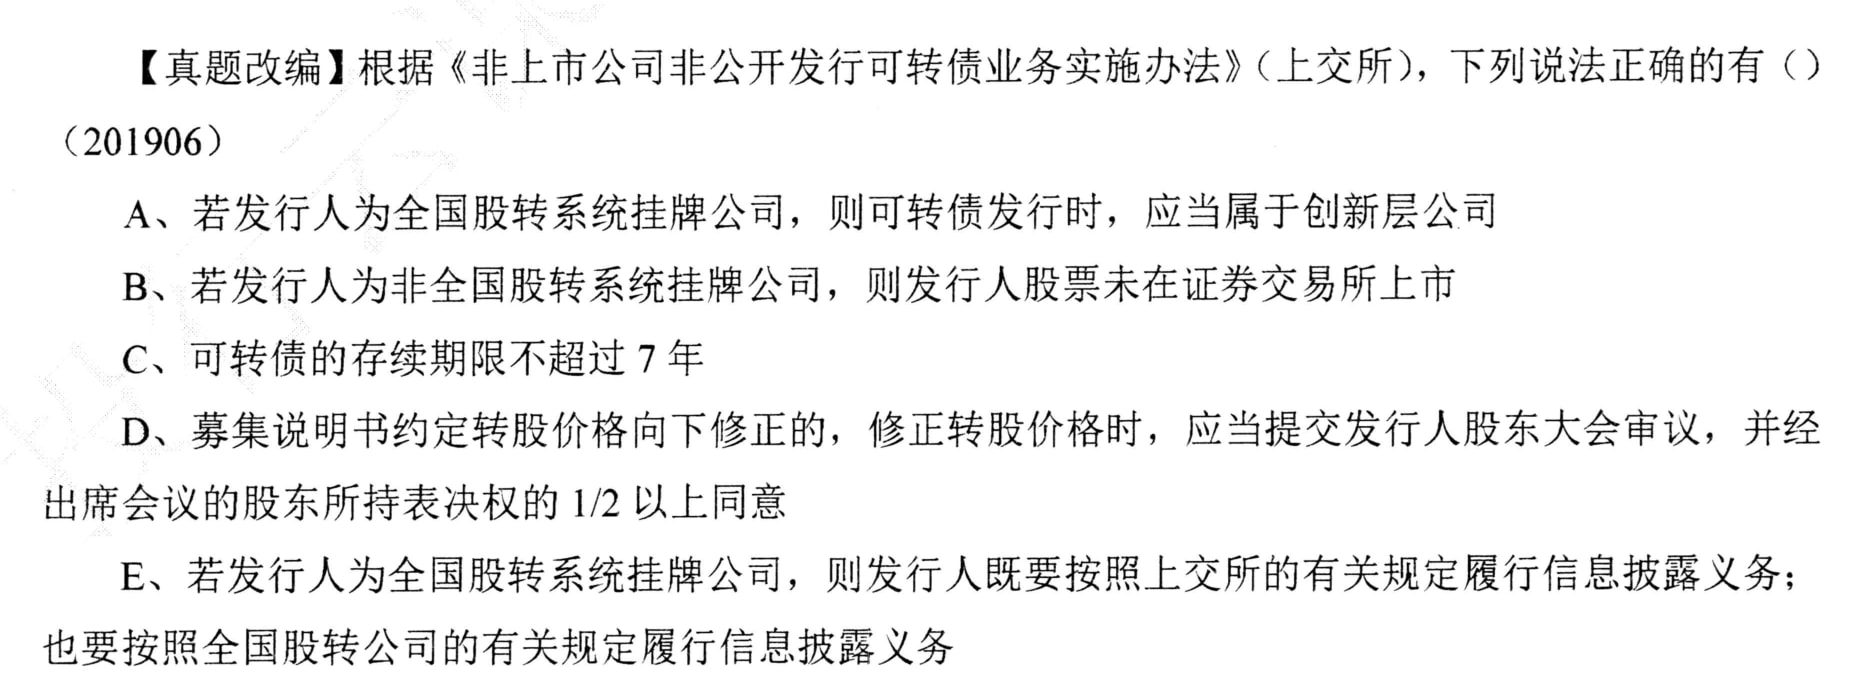 【真题改编】根据《非上市公司非公开发行可转债业务实施办法》（上交所），下列说法正确的有（）
（201906）
A、若发行人为全国股转系统挂牌公司，则可转债发行时，应当属于创新层公司
B、若发行人为非全国股转系统挂牌公司，则发行人股票未在证券交易所上市
C、可转债的存续期限不超过 7 年
D、募集说明书约定转股价格向下修正的，修正转股价格时，应当提交发行人股东大会审议，并经
出席会议的股东所持表决权的 1/2 以上同意
E、若发行人为全国股转系统挂牌公司，则发行人既要按照上交所的有关规定履行信息披露义务；
也要按照全国股转公司的有关规定履行信息披露义务